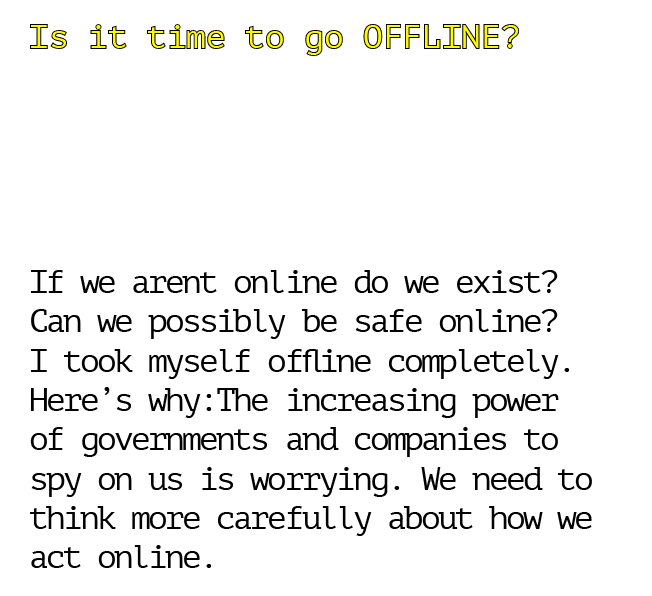 Is it time to go OFFLINE?
If we arent online do we exist?
Can we possibly be safe online?
I took myself offline completely.
Here’s why:The increasing power
of governments and companies to
spy on us is worrying. We need to
think more carefully about how we
act online.